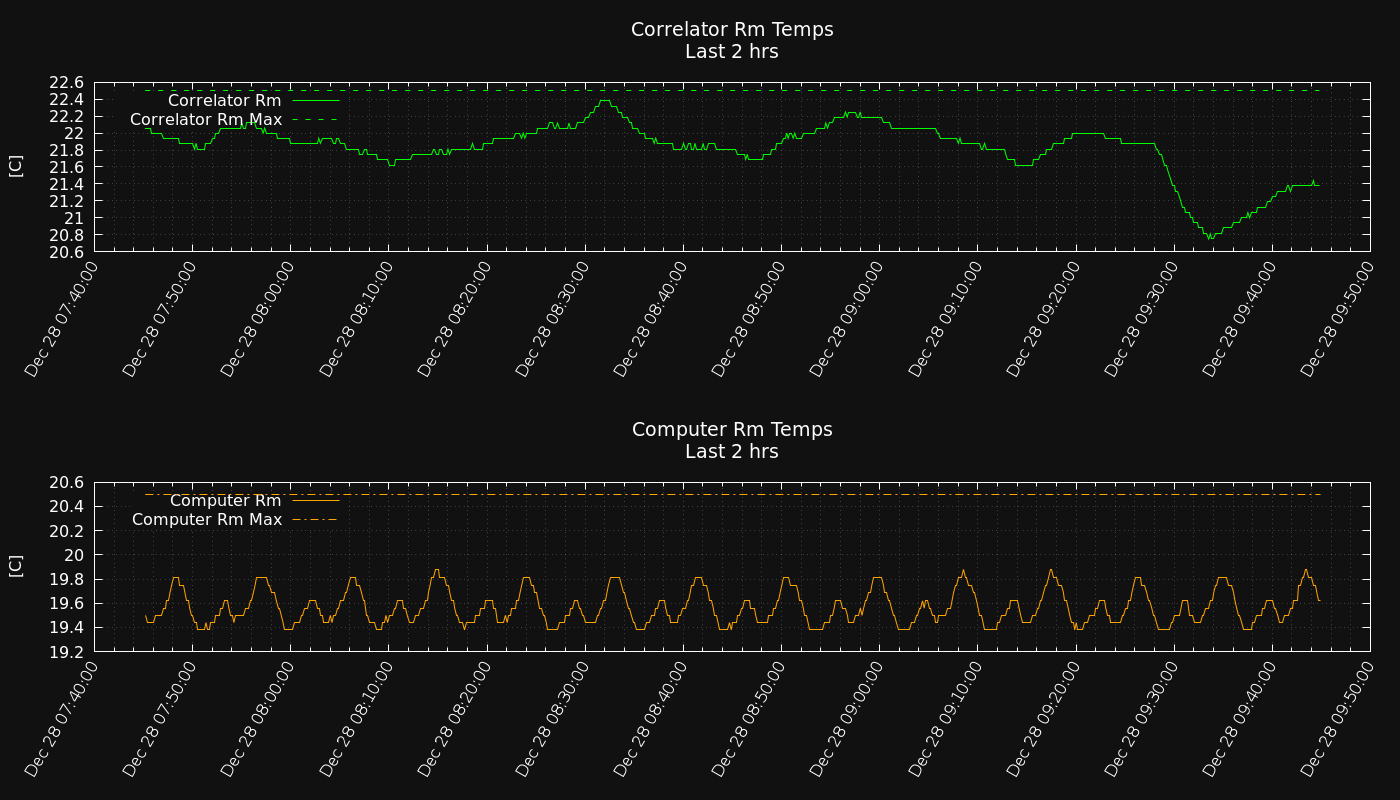 Correlator Rm Temps
Last 2 hrs
22.6
22.4
22.2
22
21.8
21.6
21.4
21.2
21
20.8
20.6
[C]
Correlator Rm
Correlator Rm Max
Dec 28 07:40:00
Dec 28 07:50:00
Dec 28 08:00:00
Dec 28 08:10:00
Dec 28 08:20:00
Dec 28 08:30:00
Dec 28 08:40:00
Dec 28 08:50:00
Dec 28 09:00:00
Dec 28 09:10:00
Dec 28 09:20:00
Dec 28 09:30:00
Dec 28 09:40:00
Dec 28 09:50:00
Computer Rm Temps
Last 2 hrs
20.6
20.4
20.2
20
19.8
19.6
19.4
19.2
[C]
Computer Rm
Computer Rm Max
Dec 28 07:40:00
Dec 28 07:50:00
Dec 28 08:00:00
Dec 28 08:10:00
Dec 28 08:20:00
Dec 28 08:30:00
Dec 28 08:40:00
Dec 28 08:50:00
Dec 28 09:00:00
Dec 28 09:10:00
Dec 28 09:20:00
Dec 28 09:30:00
Dec 28 09:40:00
Dec 28 09:50:00